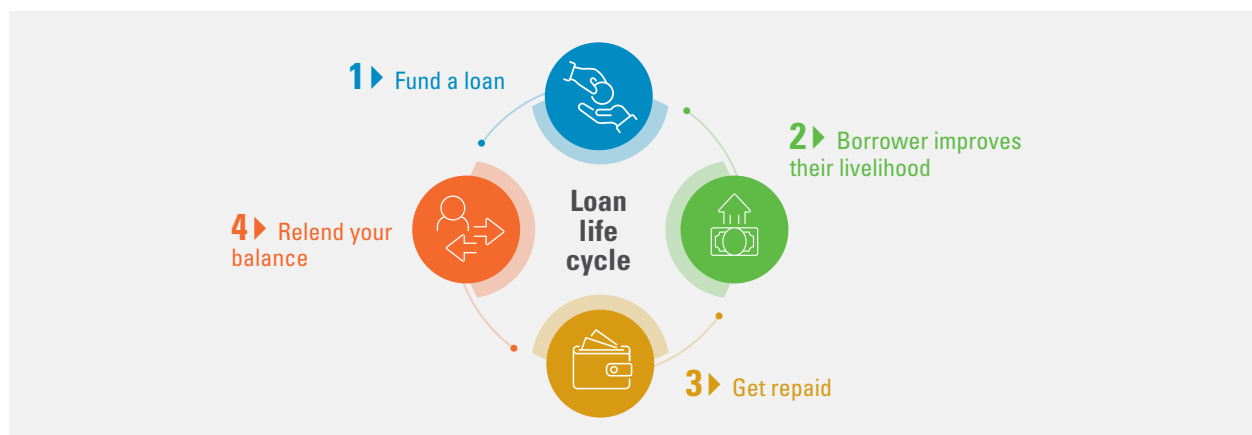 1 Fund a loan
2 Borrower improves
their livelihood
Loan
life
cycle
4 Relend your
balance
3 Get repaid